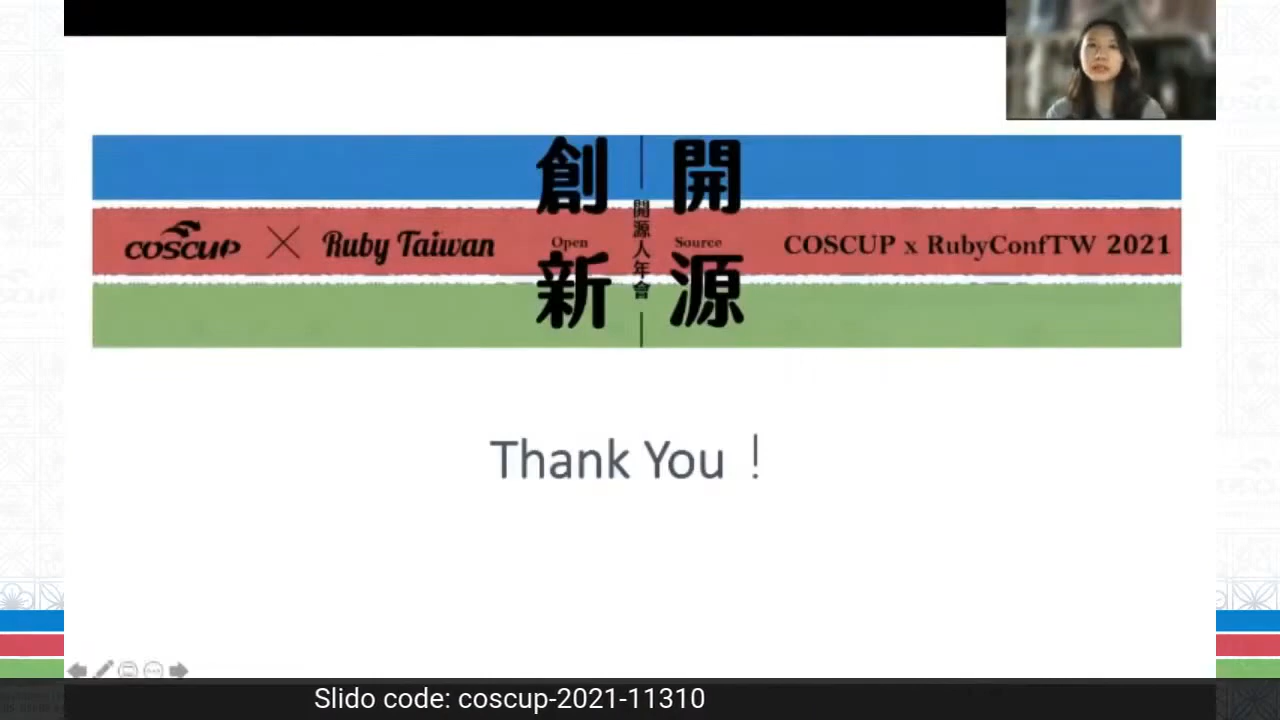 開源
創新
開源人年會
Open Source
COSCUP
Ruby Taiwan
COSCUP x RubyConfTW 2021
Thank You！
Slido code: coscup-2021-11310